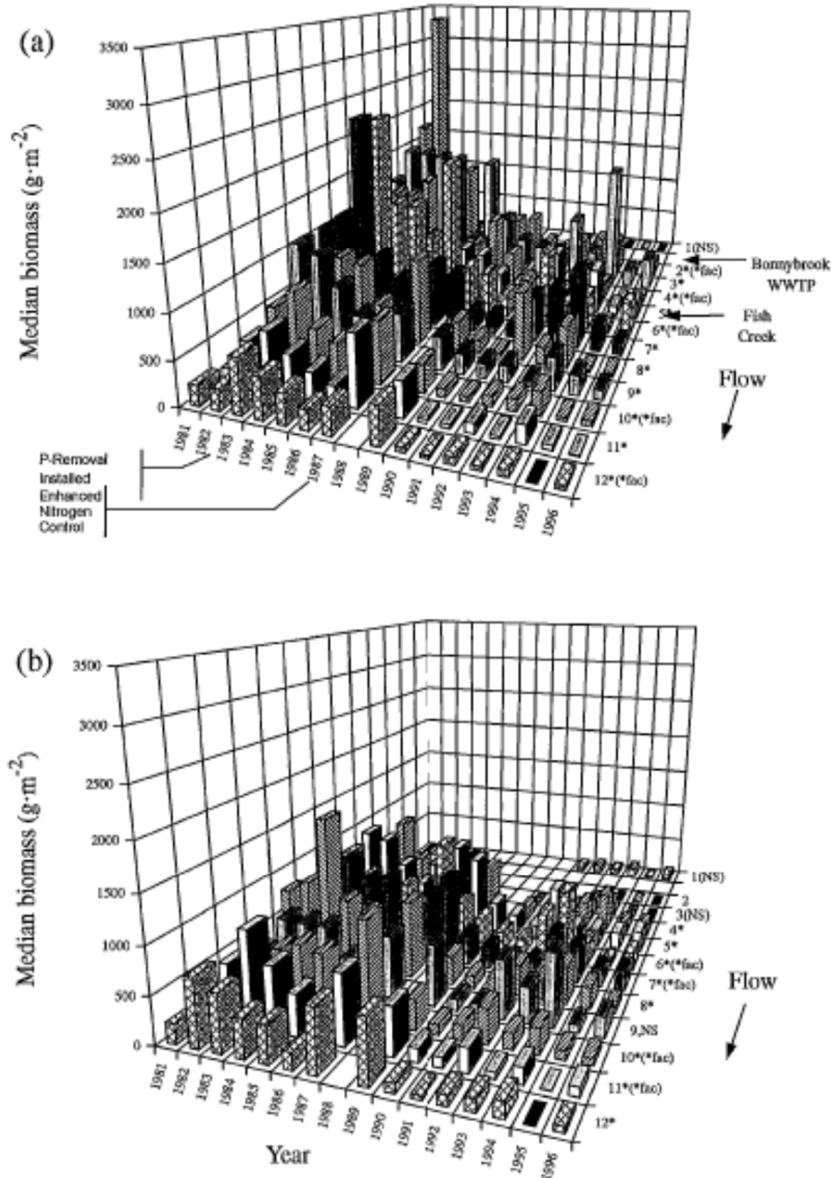 (a)
Median biomass (g·m-2)
3500
3000
2500
2000
1500
1000
500
0
1981
1982
1983
1984
1985
1986
1987
1988
1989
1990
1991
1992
1993
1994
1995
1996
1(NS)
2*(*fac)
3*
4*(*fac)
5*
6*(*fac)
7*
8*
9*
10*(*fac)
11*
12*(*fac)
Bonnybrook
WWTP
Fish
Creek
Flow
P-Removal
Installed
Enhanced
Nitrogen
Control
(b)
Median biomass (g·m-2)
3500
3000
2500
2000
1500
1000
500
0
1981
1982
1983
1984
1985
1986
1987
1988
1989
1990
1991
1992
1993
1994
1995
1996
Year
1(NS)
2
3(NS)
4*
5*
6*(*fac)
7*(*fac)
8*
9,NS
10*(*fac)
11*(*fac)
12*
Flow